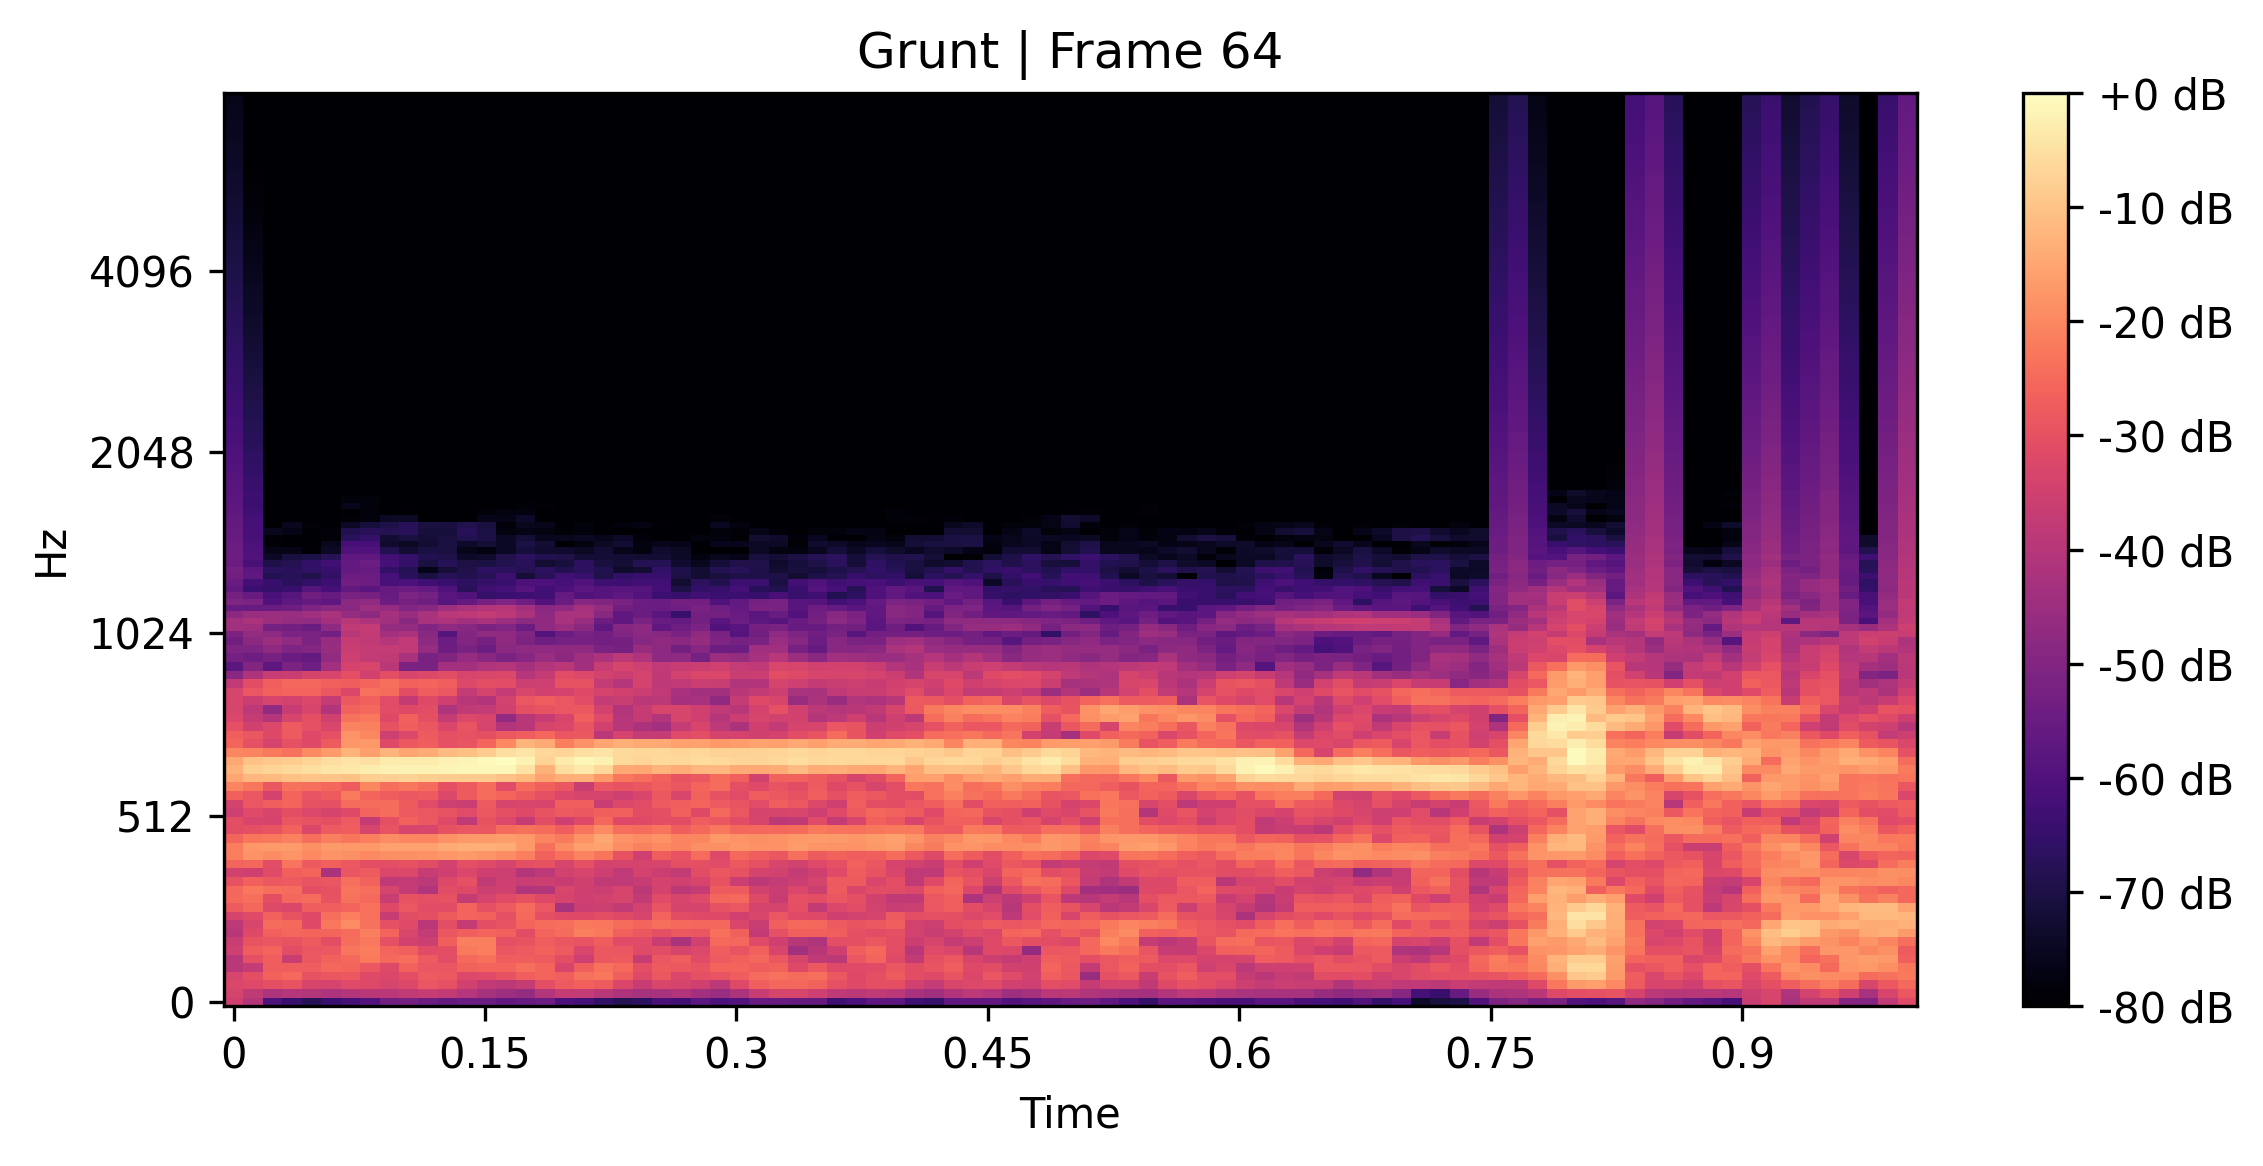 Grunt | Frame 64
+0 dB
-10 dB
-20 dB
-30 dB
-40 dB
-50 dB
-60 dB
-70 dB
-80 dB
Hz
4096
2048
1024
512
0
0 0.15 0.3 0.45 0.6 0.75 0.9
Time